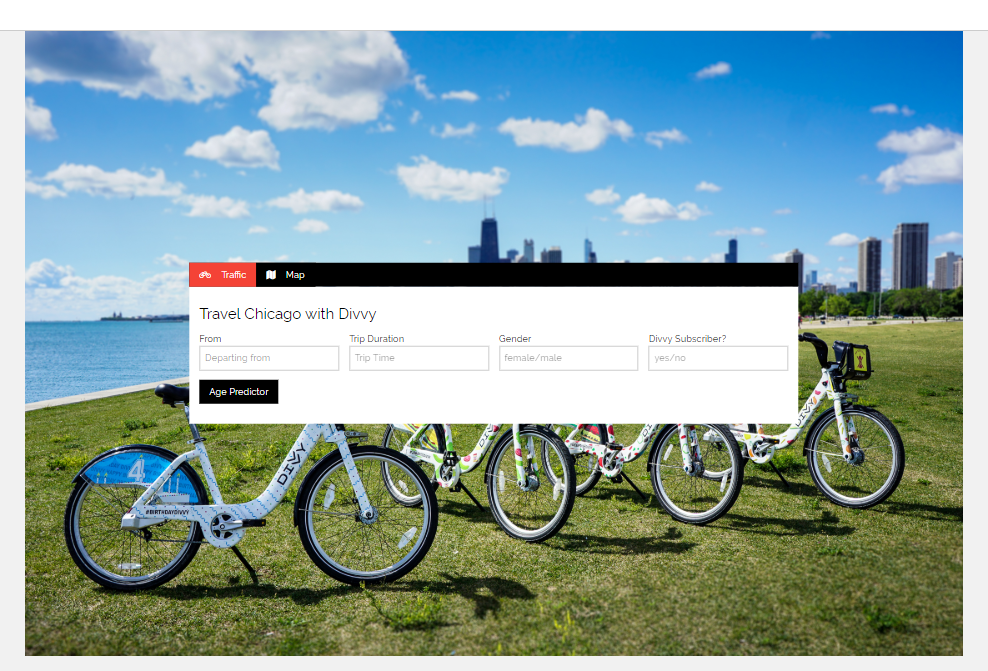 Traffic
Map
Travel Chicago with Divvy
From
Trip Duration
Gender
Divvy Subscriber?
Departing from
Trip Time
female/male
yes/no
Age Predictor
4
#BIRTHDAYDIVVY
DIVVY
DIVVY